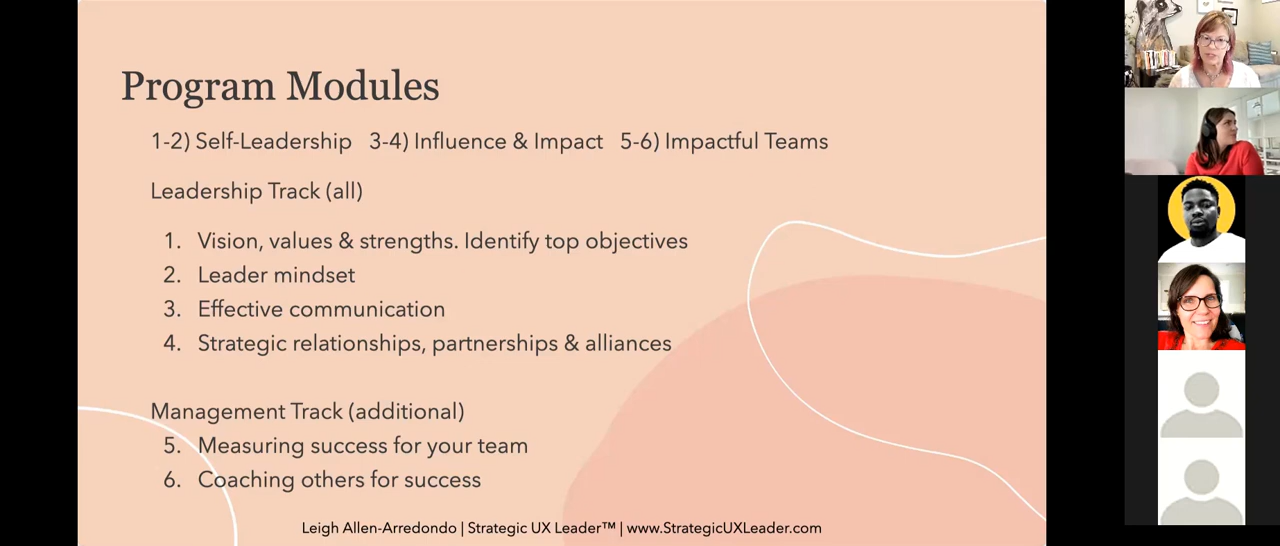 Program Modules
1-2) Self-Leadership 3-4) Influence & Impact 5-6) Impactful Teams
Leadership Track (all)
1. Vision, values & strengths. Identify top objectives
2. Leader mindset
3. Effective communication
4. Strategic relationships, partnerships & alliances
Management Track (additional)
5. Measuring success for your team
6. Coaching others for success
Leigh Allen-Arredondo | Strategic UX Leader™ | www.StrategicUXLeader.com